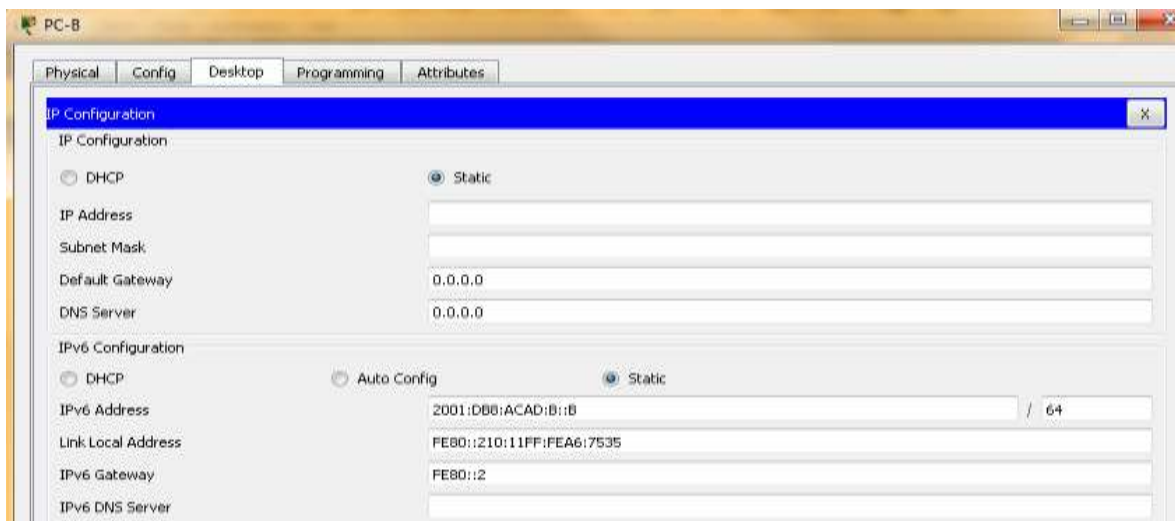 PC-B
Physical Config Desktop Programming Attributes
IP Configuration X
IP Configuration
DHCP Static
IP Address
Subnet Mask
Default Gateway 0.0.0.0
DNS Server 0.0.0.0
IPv6 Configuration
DHCP Auto Config Static
IPv6 Address 2001:DB8:ACAD:B::B / 64
Link Local Address FE80::210:11FF:FEA6:7535
IPv6 Gateway FE80::2
IPv6 DNS Server